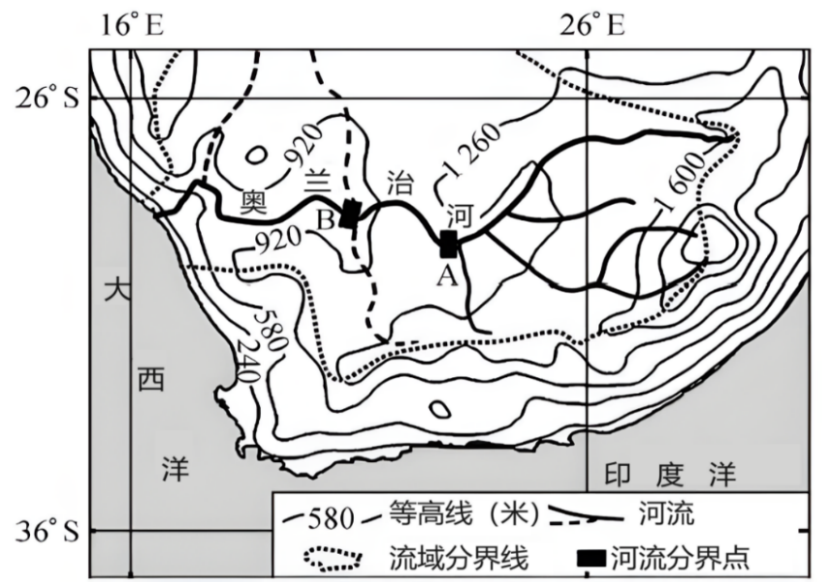 16°E 26°E
26°S
920
1 260
奥 兰 治 河
B
1 600
920
A
大 西 洋
580
240
印 度 洋
36°S
580 等高线(米) 河流
流域分界线 河流分界点